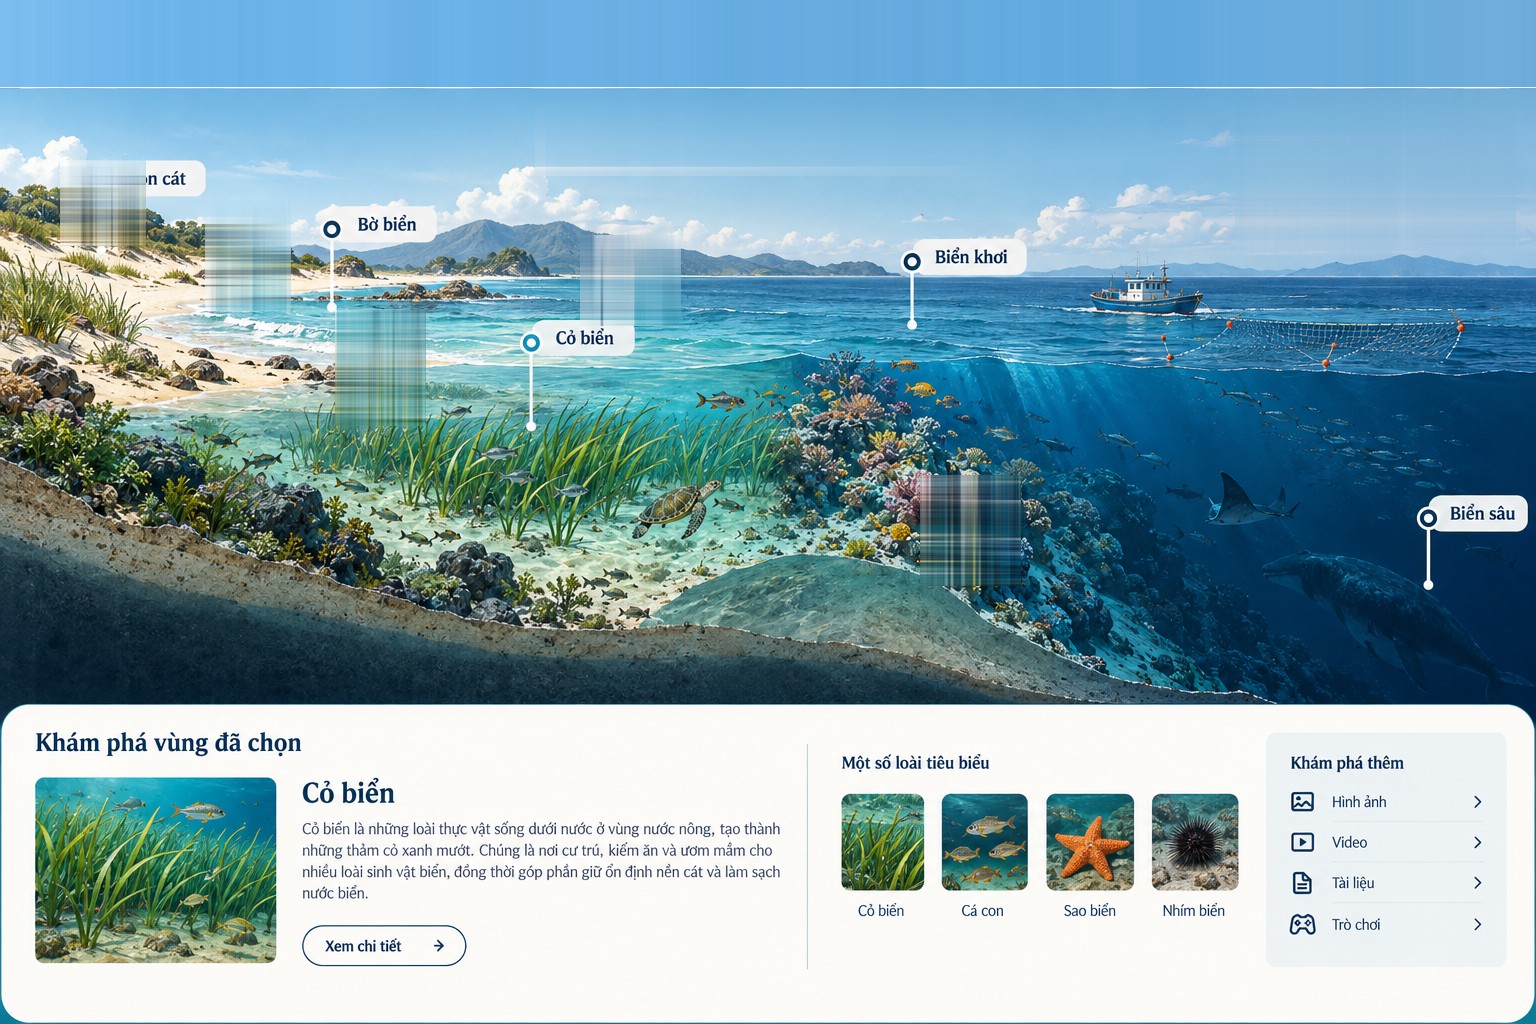 cát
Bờ biển
Biển khơi
Cỏ biển
Biển sâu
Khám phá vùng đã chọn
Cỏ biển
Cỏ biển là những loài thực vật sống dưới nước ở vùng nước nông, tạo thành
những thảm cỏ xanh mướt. Chúng là nơi cư trú, kiếm ăn và ươm mầm cho
nhiều loài sinh vật biển, đồng thời góp phần giữ ổn định nền cát và làm sạch
nước biển.
Xem chi tiết
Một số loài tiêu biểu
Cỏ biển
Cá con
Sao biển
Nhím biển
Khám phá thêm
Hình ảnh
Video
Tài liệu
Trò chơi